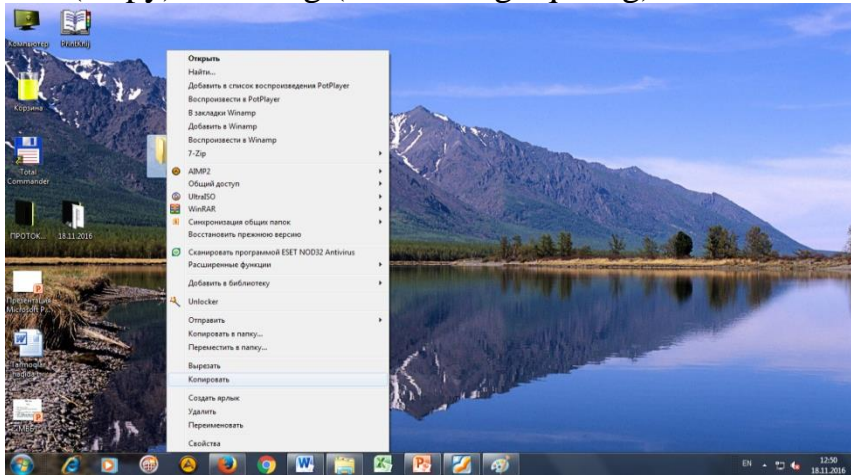 Компьютер
Корзина
Total
Commander
ПРОТОК...
18.11.2016
Презентация
Microsoft P...
Открыть
Найти...
Добавить в список воспроизведения PotPlayer
Воспроизвести в PotPlayer
В закладки Winamp
Добавить в Winamp
Воспроизвести в Winamp
7-Zip
AIMP2
Общий доступ
UltraISO
WinRAR
Синхронизация общих папок
Восстановить прежнюю версию
Сканировать программой ESET NOD32 Antivirus
Расширенные функции
Добавить в библиотеку
Unlocker
Отправить
Копировать в папку...
Переместить в папку...
Вырезать
Копировать
Создать ярлык
Удалить
Переименовать
Свойства
EN
12:50
18.11.2016